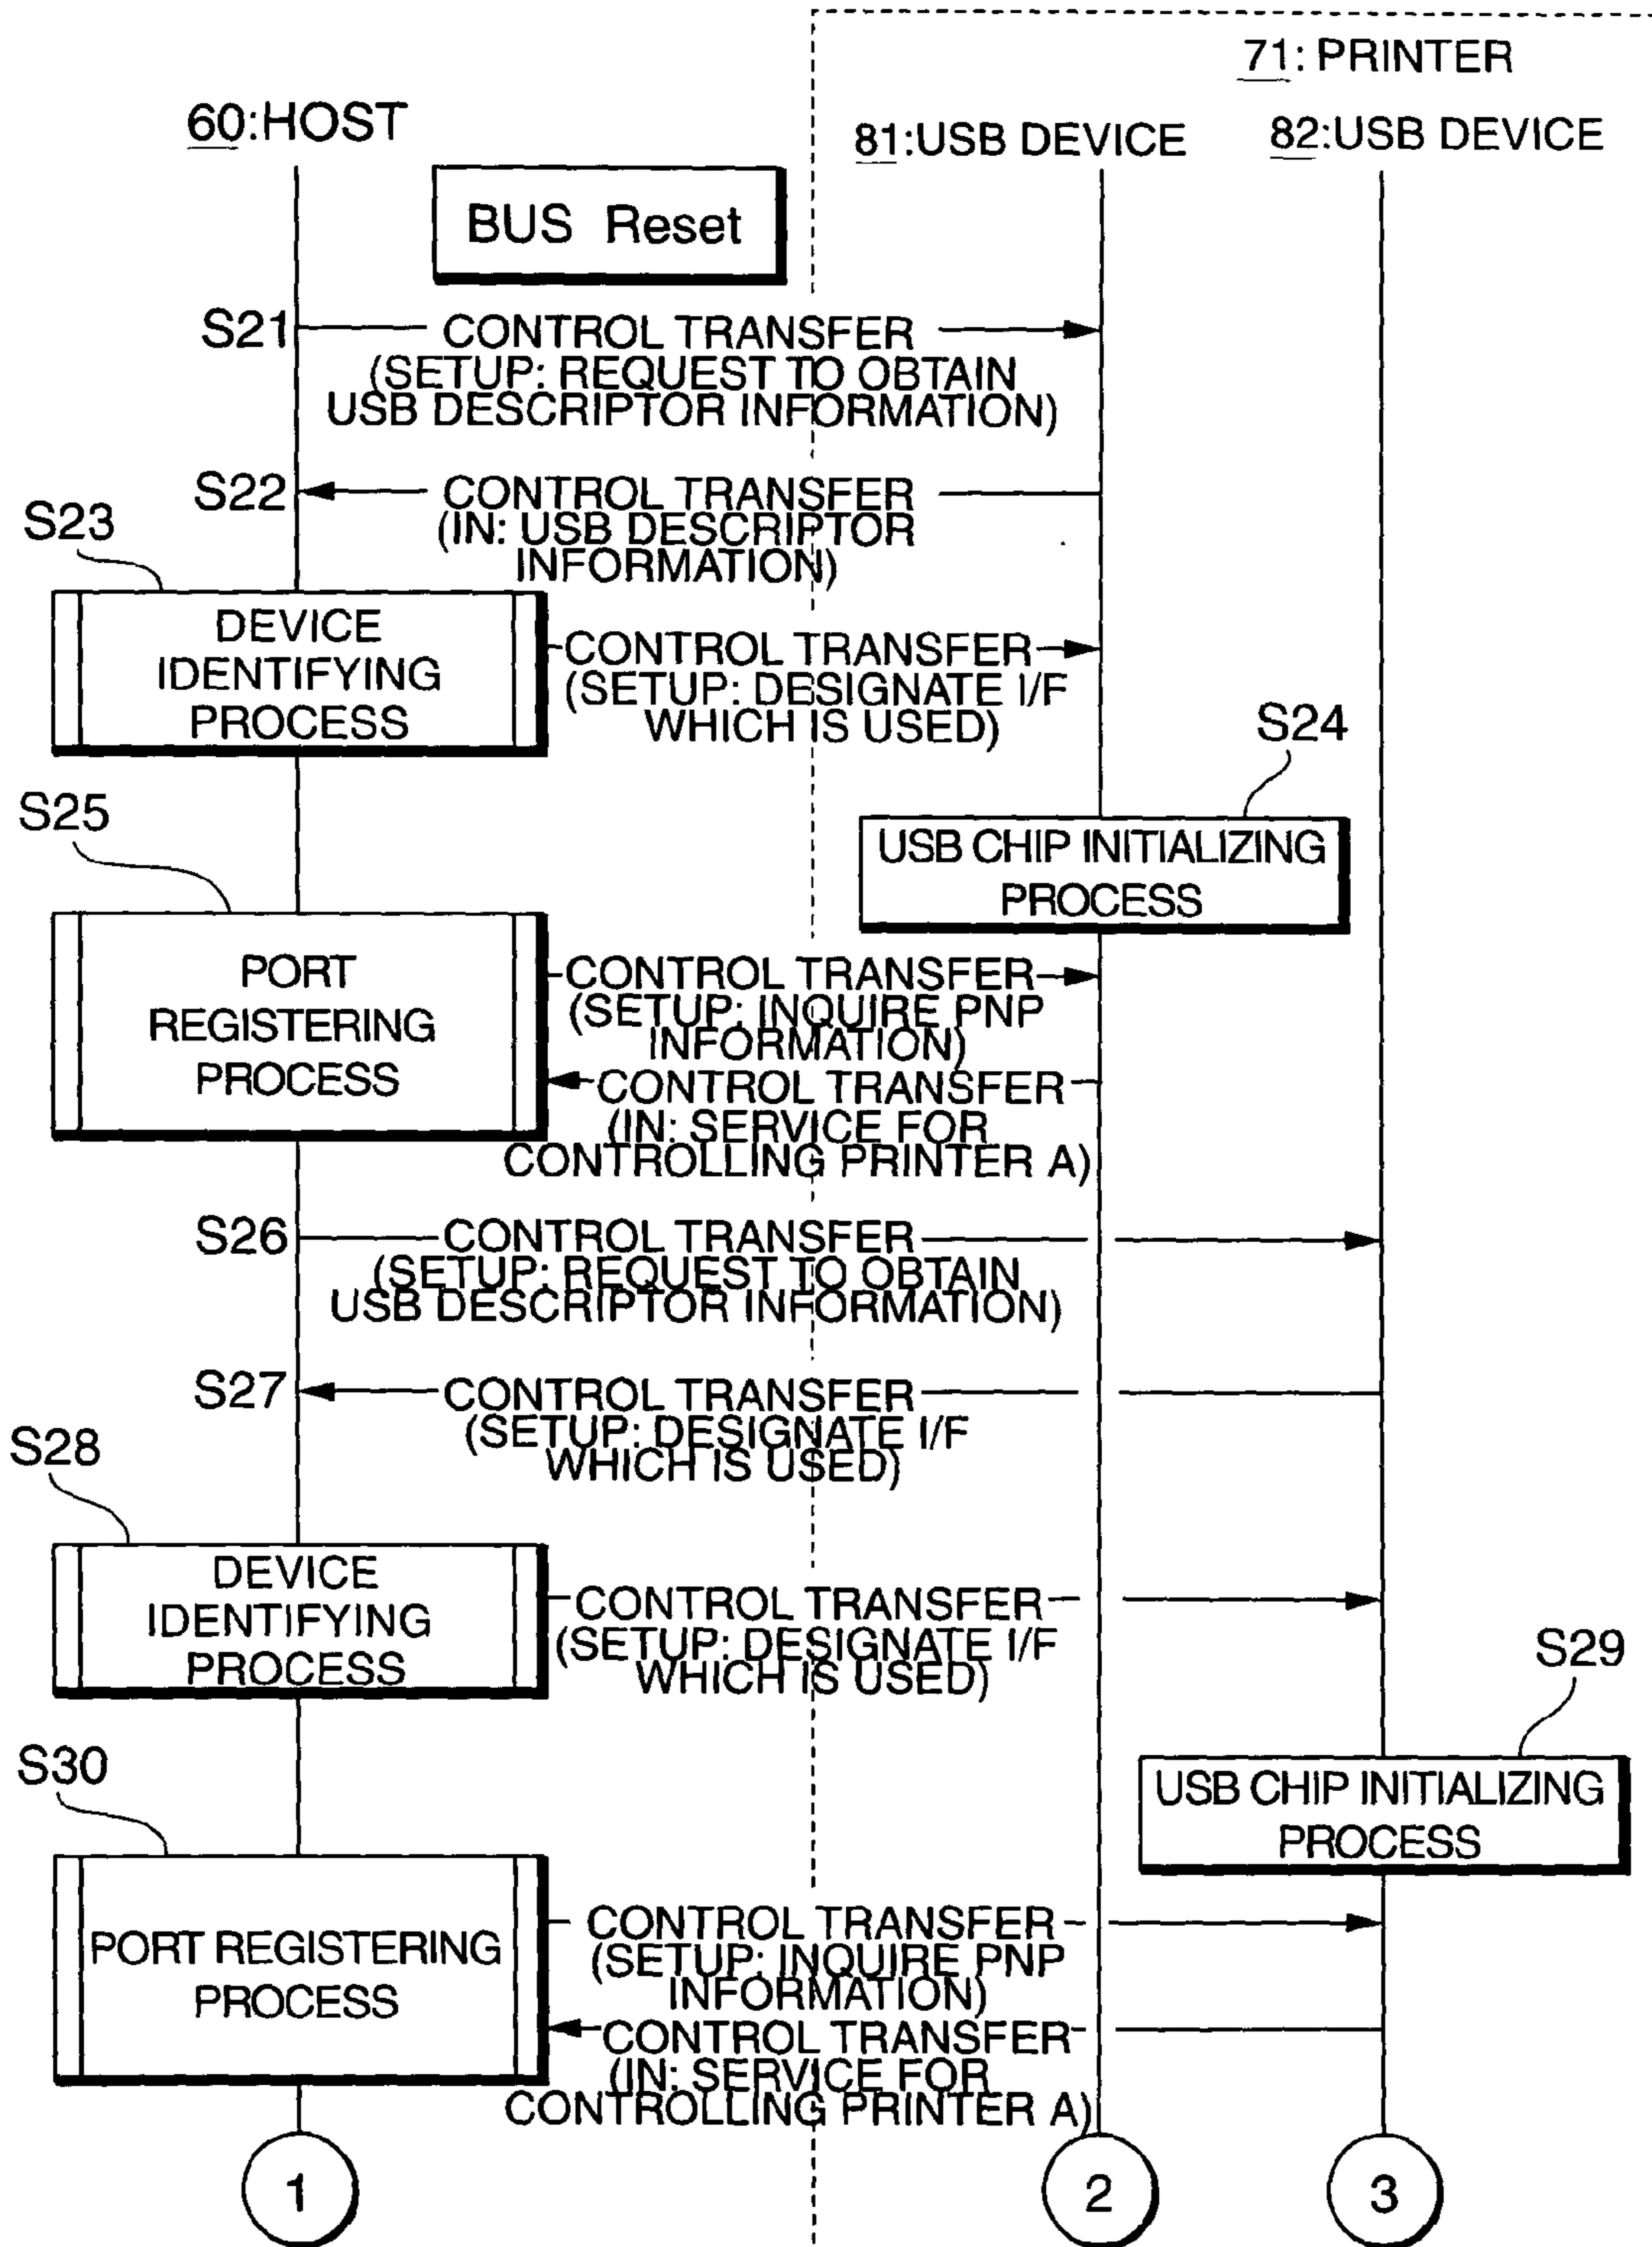 71: PRINTER
60:HOST
81:USB DEVICE
82:USB DEVICE
BUS Reset
S21
CONTROL TRANSFER
(SETUP: REQUEST TO OBTAIN
USB DESCRIPTOR INFORMATION)
S22
CONTROL TRANSFER
(IN: USB DESCRIPTOR
INFORMATION)
S23
DEVICE
IDENTIFYING
PROCESS
CONTROL TRANSFER
(SETUP: DESIGNATE I/F
WHICH IS USED)
S24
USB CHIP INITIALIZING
PROCESS
S25
PORT
REGISTERING
PROCESS
CONTROL TRANSFER
(SETUP: INQUIRE PNP
INFORMATION)
CONTROL TRANSFER
(IN: SERVICE FOR
CONTROLLING PRINTER A)
S26
CONTROL TRANSFER
(SETUP: REQUEST TO OBTAIN
USB DESCRIPTOR INFORMATION)
S27
CONTROL TRANSFER
(SETUP: DESIGNATE I/F
WHICH IS USED)
S28
DEVICE
IDENTIFYING
PROCESS
CONTROL TRANSFER
(SETUP: DESIGNATE I/F
WHICH IS USED)
S29
USB CHIP INITIALIZING
PROCESS
S30
PORT REGISTERING
PROCESS
CONTROL TRANSFER
(SETUP: INQUIRE PNP
INFORMATION)
CONTROL TRANSFER
(IN: SERVICE FOR
CONTROLLING PRINTER A)
1
2
3